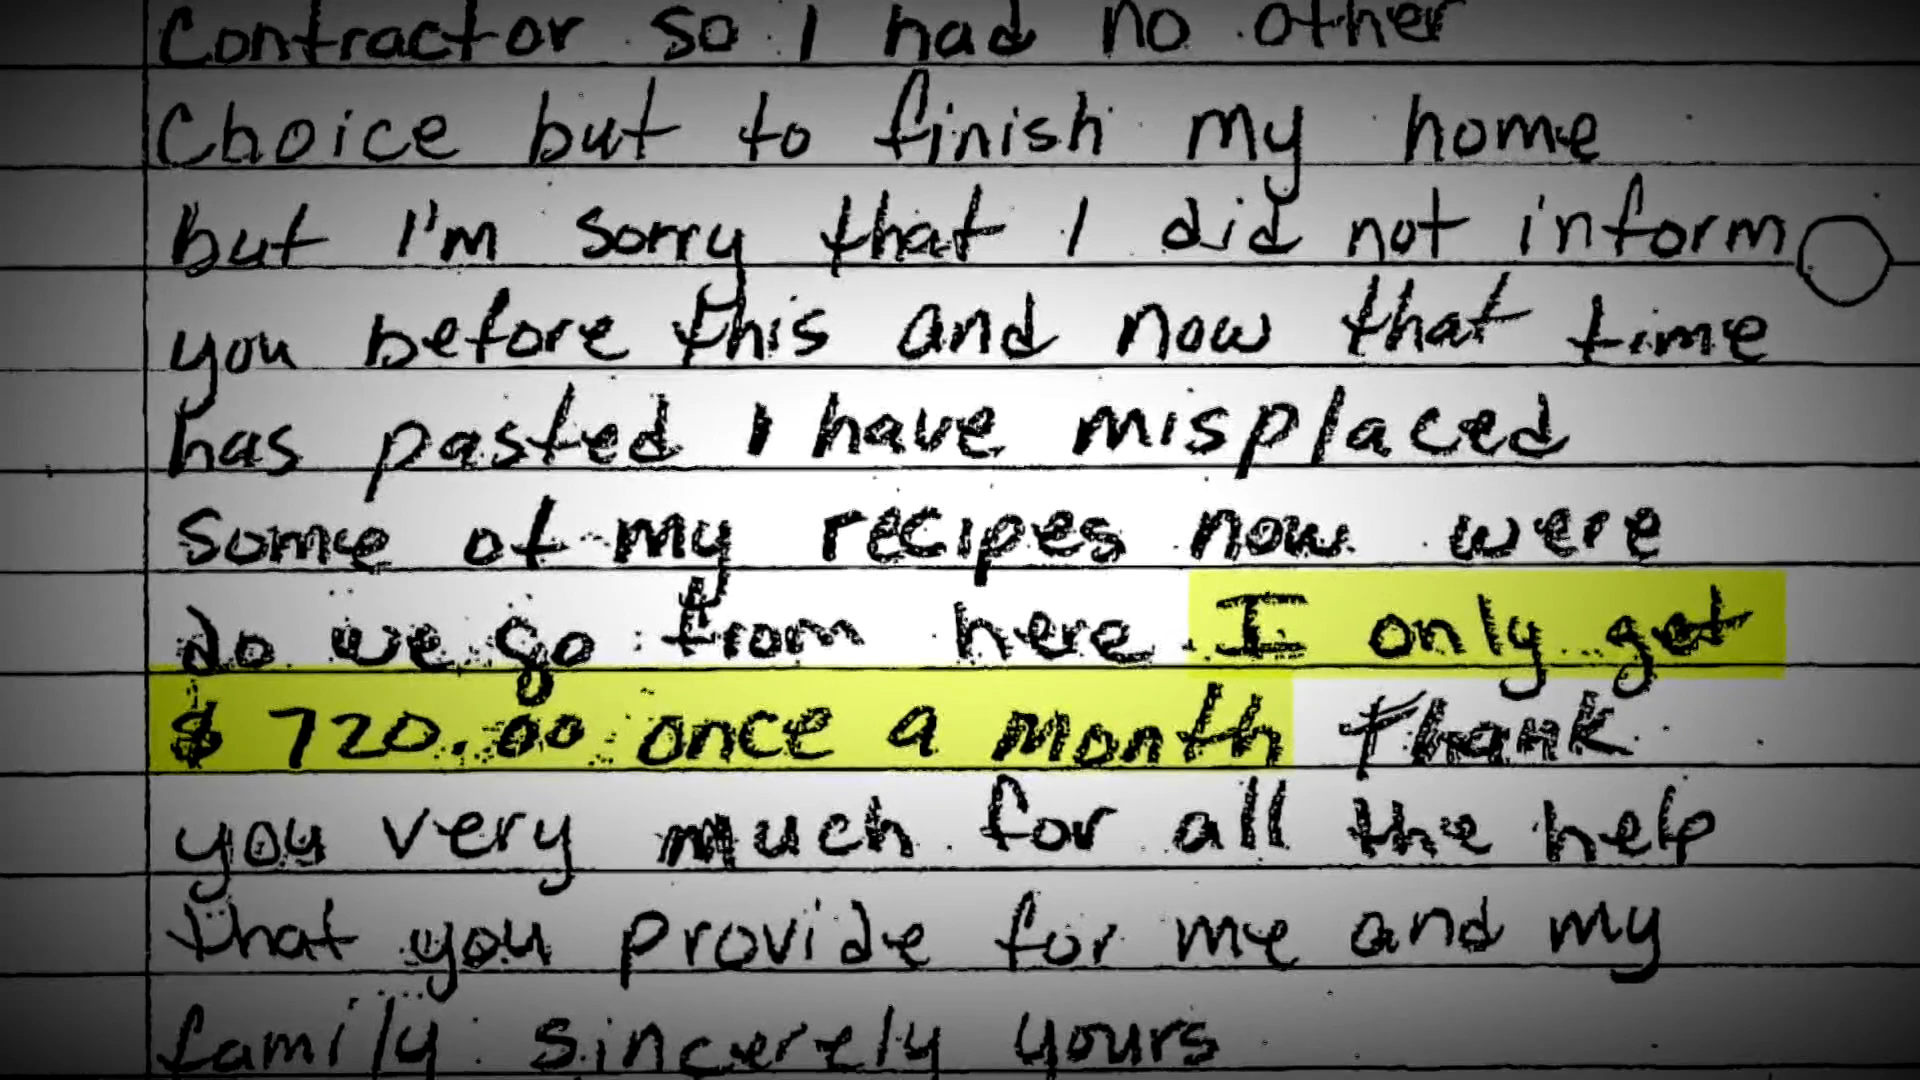 Contractor so I had no other
Choice but to finish my home
but I'm sorry that I did not inform
you before this and now that time
has pasted I have misplaced
some of my recipes now were
do we go from here I only get
$ 720.00 once a month Thank
you very much for all the help
that you provide for me and my
family sincerely yours